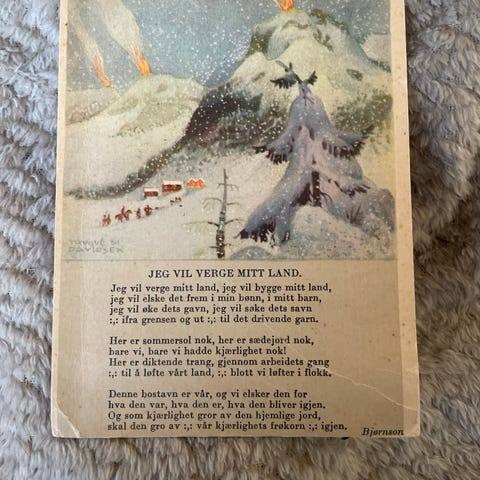 JEG VIL VERGE MITT LAND.
Jeg vil verge mitt land, jeg vil bygge mitt land,
jeg vil elske det frem i min bønn, i mitt barn,
jeg vil øke dets gavn, jeg vil søke dets savn
:,: ifra grensen og ut :,: til det drivende garn.
Her er sommersol nok, her er sædejord nok,
bare vi, bare vi hadde kjærlighet nok!
Her er diktende trang, gjennom arbeidets gang
:,: til å løfte vårt land, :,: blott vi løfter i flokk.
Denne bostavn er vår, og vi elsker den for
hva den var, hva den er, hva den bliver igjen.
Og som kjærlighet gror av den hjemlige jord,
skal den gro av :,: vår kjærlighets frøkorn :,: igjen.
Bjørnson